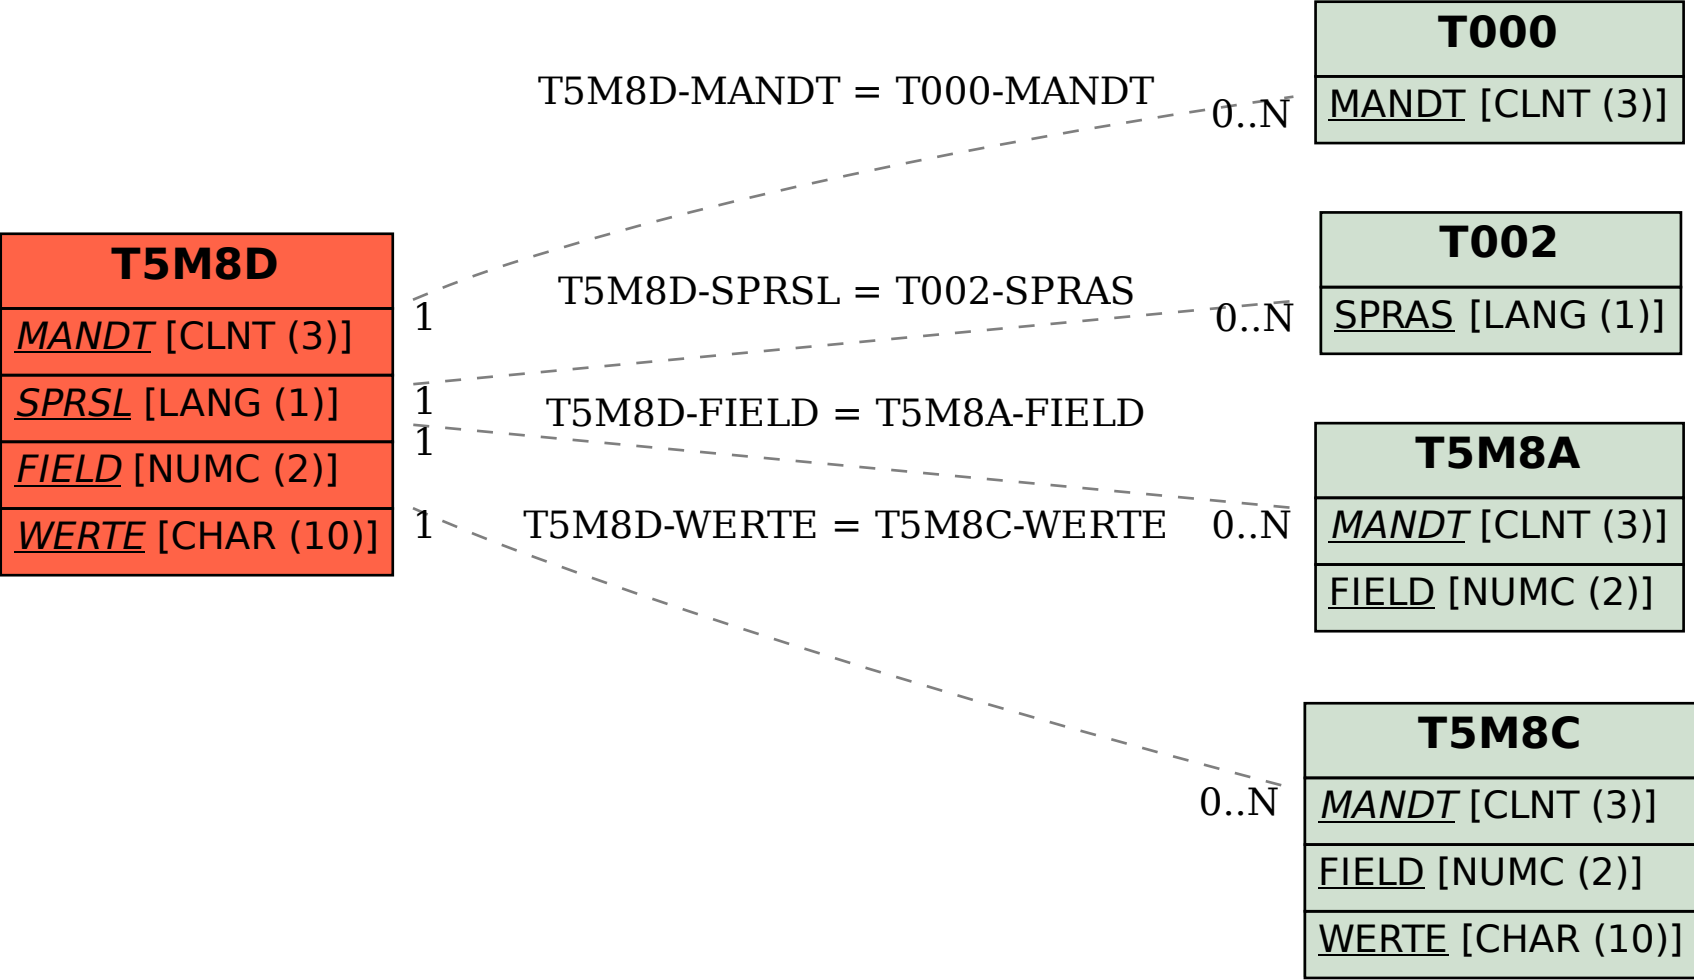 T000
MANDT [CLNT (3)]
T5M8D-MANDT = T000-MANDT
0..N
1
T5M8D
MANDT [CLNT (3)]
SPRSL [LANG (1)]
FIELD [NUMC (2)]
WERTE [CHAR (10)]
T002
SPRAS [LANG (1)]
T5M8D-SPRSL = T002-SPRAS
0..N
1
T5M8D-FIELD = T5M8A-FIELD
1
0..N
T5M8A
MANDT [CLNT (3)]
FIELD [NUMC (2)]
1
T5M8D-WERTE = T5M8C-WERTE
0..N
T5M8C
MANDT [CLNT (3)]
FIELD [NUMC (2)]
WERTE [CHAR (10)]